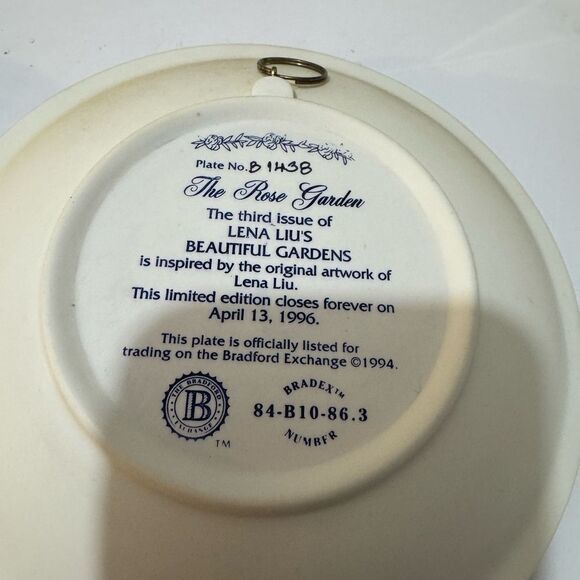 Plate No. B 1438
The Rose Garden
The third issue of
LENA LIU'S
BEAUTIFUL GARDENS
is inspired by the original artwork of
Lena Liu.
This limited edition closes forever on
April 13, 1996.
This plate is officially listed for
trading on the Bradford Exchange ©1994.
THE BRADFORD
B
EXCHANGE
TM
BRADEX™
84-B10-86.3
NUMBER